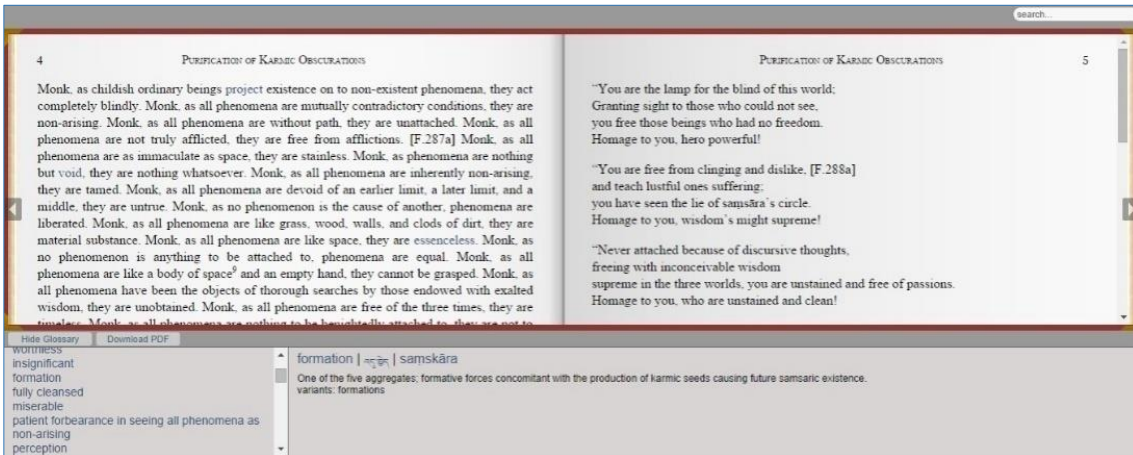 search...
4 PURIFICATION OF KARMIC OBSCURATIONS
Monk, as childish ordinary beings project existence on to non-existent phenomena, they act
completely blindly. Monk, as all phenomena are mutually contradictory conditions, they are
non-arising. Monk, as all phenomena are without path, they are unattached. Monk, as all
phenomena are not truly afflicted, they are free from afflictions. [F.287a] Monk, as all
phenomena are as immaculate as space, they are stainless. Monk, as phenomena are nothing
but void, they are nothing whatsoever. Monk, as all phenomena are inherently non-arising,
they are tamed. Monk, as all phenomena are devoid of an earlier limit, a later limit, and a
middle, they are untrue. Monk, as no phenomenon is the cause of another, phenomena are
liberated. Monk, as all phenomena are like grass, wood, walls, and clods of dirt, they are
material substance. Monk, as all phenomena are like space, they are essenceless. Monk, as
no phenomenon is anything to be attached to, phenomena are equal. Monk, as all
phenomena are like a body of space⁹ and an empty hand, they cannot be grasped. Monk, as
all phenomena have been the objects of thorough searches by those endowed with exalted
wisdom, they are unobtained. Monk, as all phenomena are free of the three times, they are
timeless. Monk, as all phenomena are nothing to be benightedly attached to, they are not to
PURIFICATION OF KARMIC OBSCURATIONS 5
“You are the lamp for the blind of this world;
Granting sight to those who could not see,
you free those beings who had no freedom.
Homage to you, hero powerful!
“You are free from clinging and dislike, [F.288a]
and teach lustful ones suffering;
you have seen the lie of saṃsāra’s circle.
Homage to you, wisdom’s might supreme!
“Never attached because of discursive thoughts,
freeing with inconceivable wisdom
supreme in the three worlds, you are unstained and free of passions.
Homage to you, who are unstained and clean!
Hide Glossary Download PDF
worthless
insignificant
formation
fully cleansed
miserable
patient forbearance in seeing all phenomena as
non-arising
perception
formation | | saṃskāra
One of the five aggregates; formative forces concomitant with the production of karmic seeds causing future samsaric existence.
variants: formations